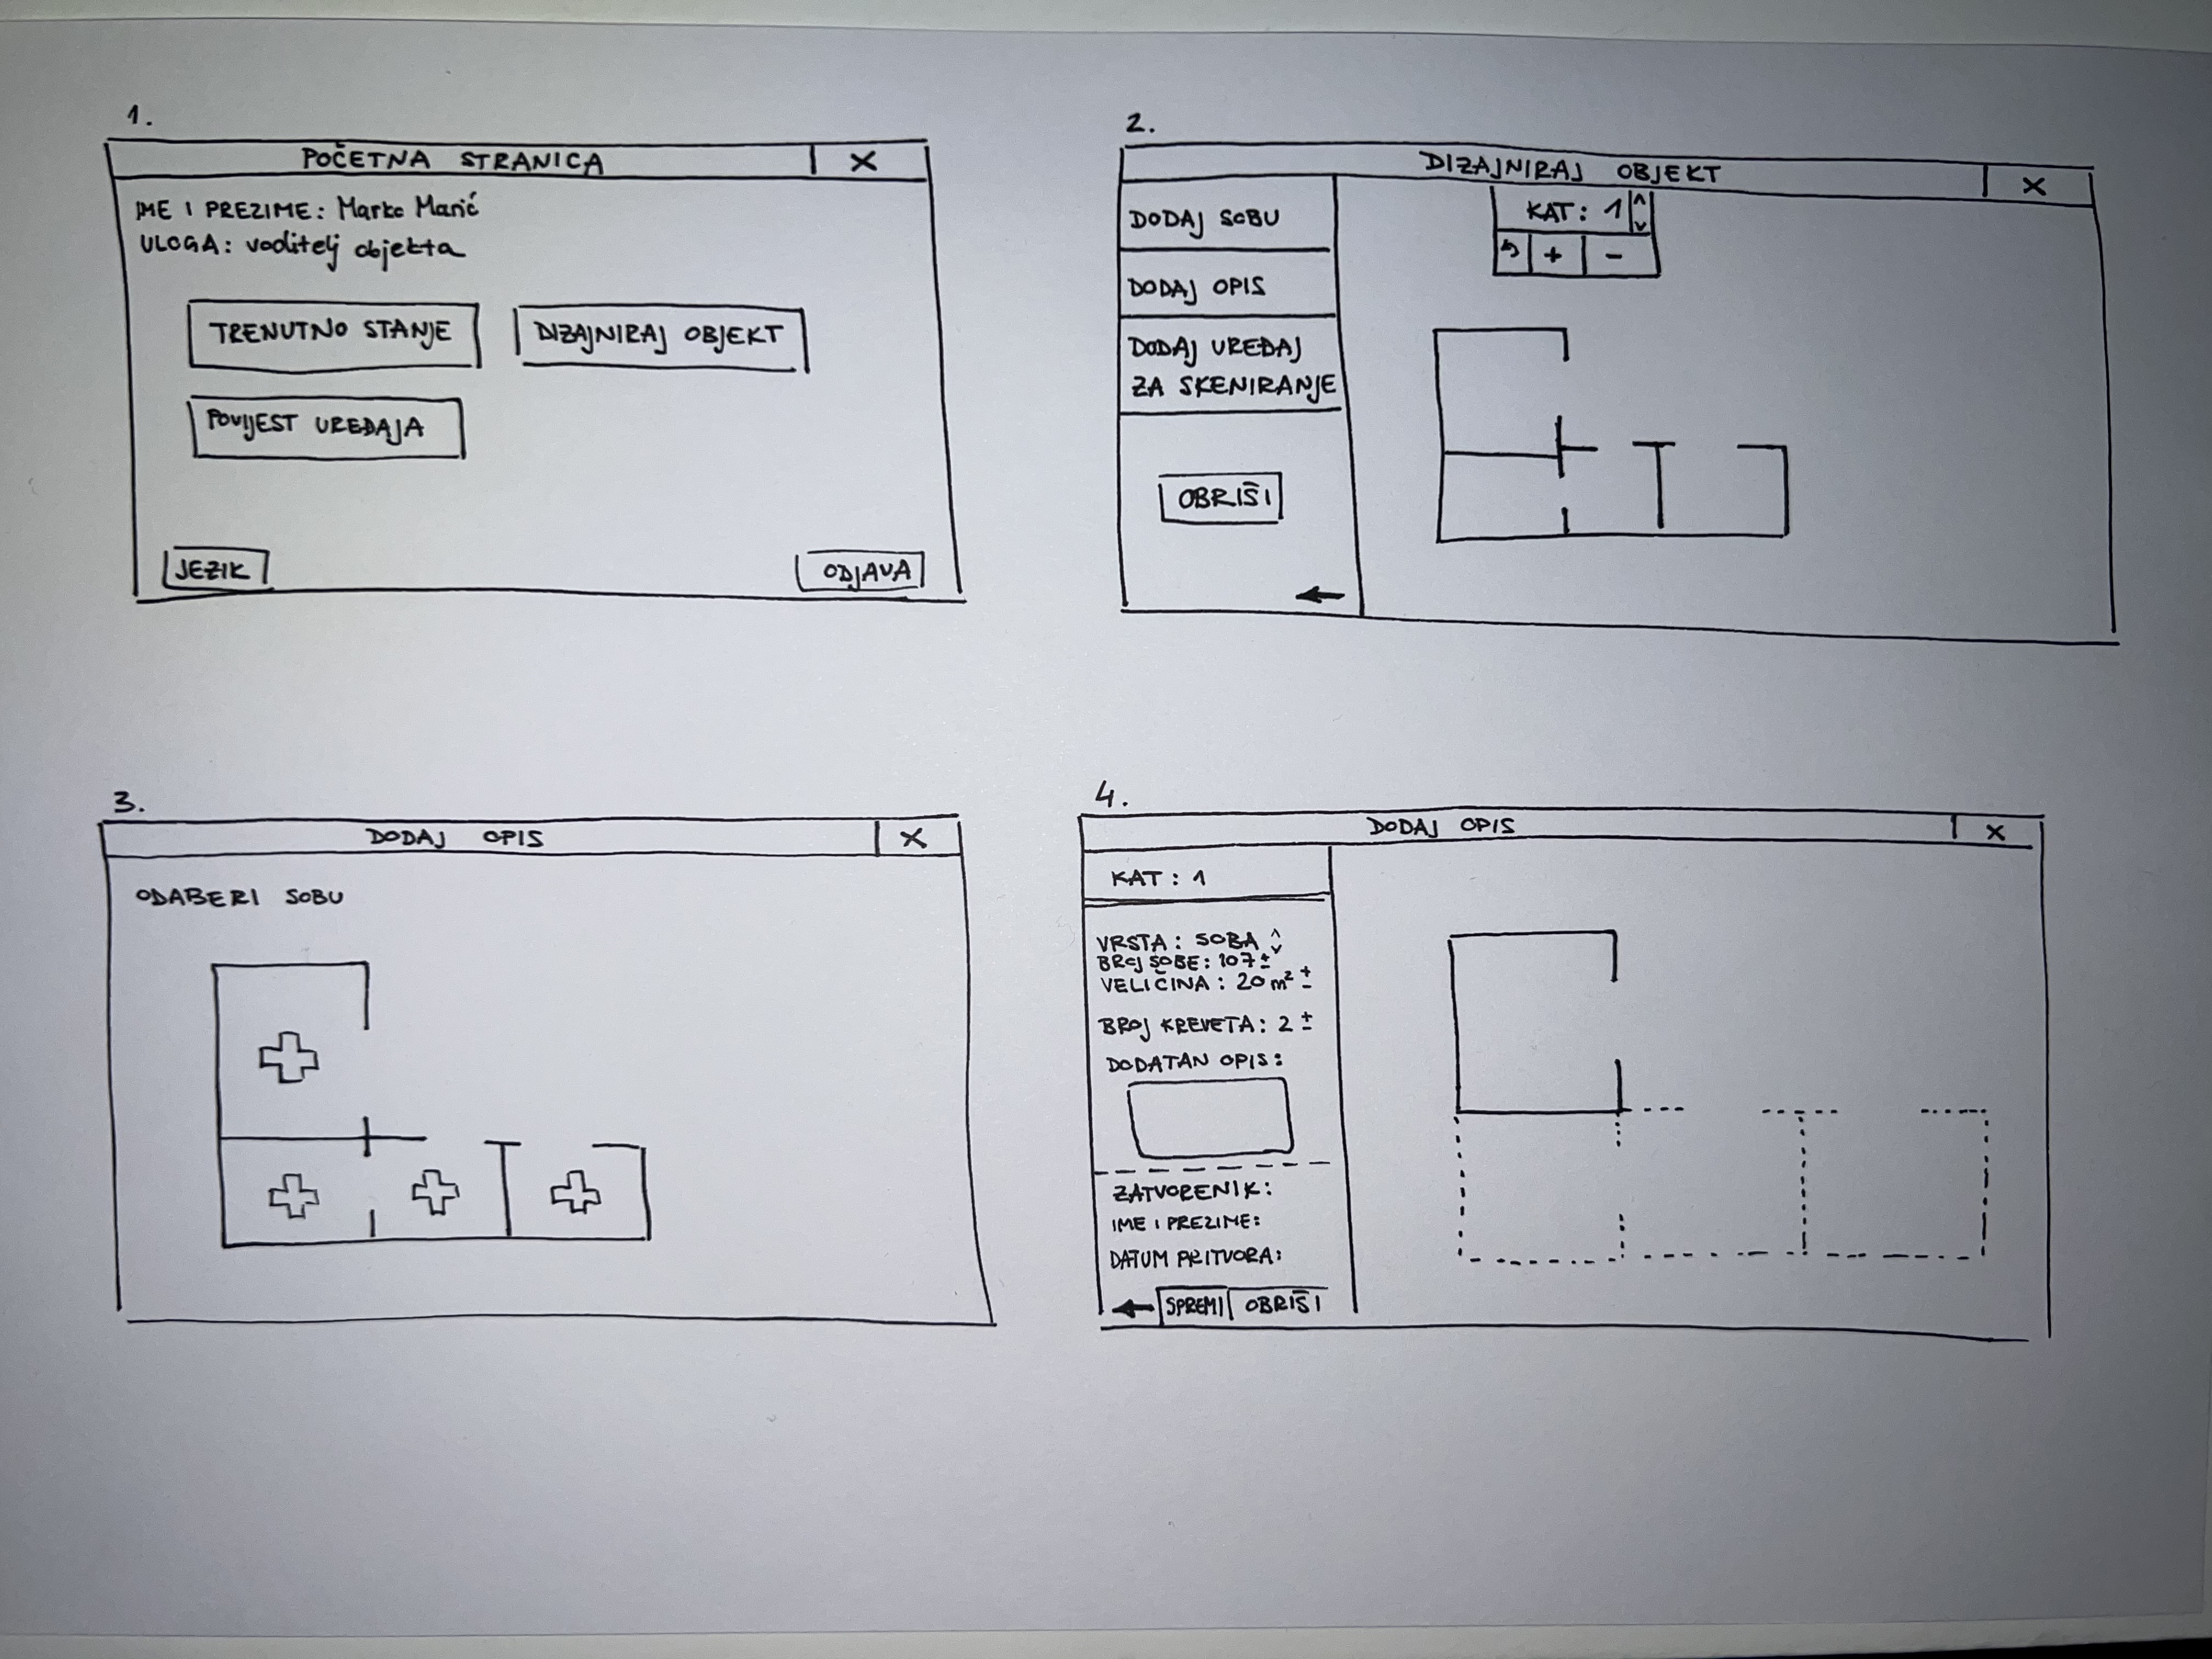 1.
POČETNA STRANICA X
IME I PREZIME: Marko Marić
ULOGA: voditelj objekta
TRENUTNO STANJE
DIZAJNIRAJ OBJEKT
POVIJEST UREĐAJA
JEZIK
ODJAVA
2.
DIZAJNIRAJ OBJEKT X
KAT: 1
+ -
DODAJ SOBU
DODAJ OPIS
DODAJ UREĐAJ
ZA SKENIRANJE
OBRIŠI
3.
DODAJ OPIS X
ODABERI SOBU
4.
DODAJ OPIS X
KAT: 1
VRSTA: SOBA
BROJ SOBE: 107 ±
VELIČINA: 20 m² ±
BROJ KREVETA: 2 ±
DODATAN OPIS:
ZATVORENIK:
IME I PREZIME:
DATUM PRITVORA:
SPREMI OBRIŠI